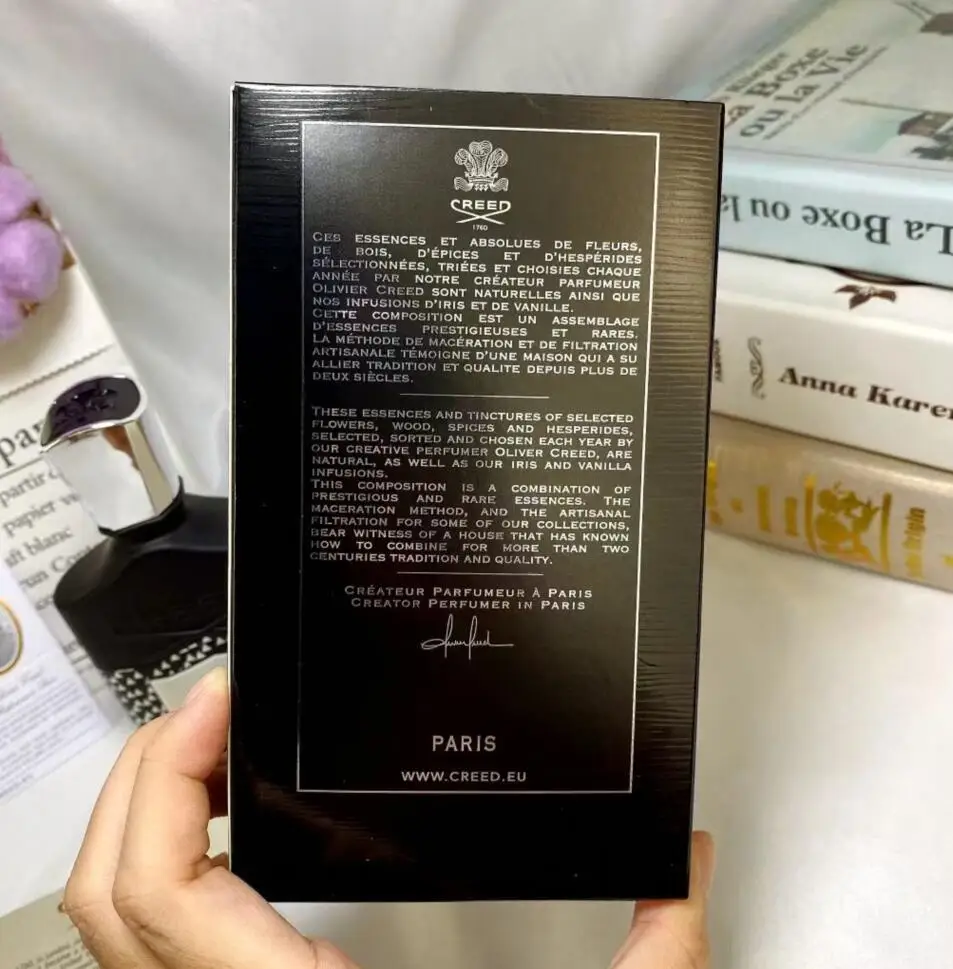 CREED
1760
CES ESSENCES ET ABSOLUES DE FLEURS,
DE BOIS, D'ÉPICES ET D'HESPÉRIDES
SÉLECTIONNÉES, TRIÉES ET CHOISIES CHAQUE
ANNÉE PAR NOTRE CRÉATEUR PARFUMEUR
OLIVIER CREED SONT NATURELLES AINSI QUE
NOS INFUSIONS D'IRIS ET DE VANILLE.
CETTE COMPOSITION EST UN ASSEMBLAGE
D'ESSENCES PRESTIGIEUSES ET RARES.
LA MÉTHODE DE MACÉRATION ET DE FILTRATION
ARTISANALE TÉMOIGNE D'UNE MAISON QUI A SU
ALLIER TRADITION ET QUALITE DEPUIS PLUS DE
DEUX SIÈCLES.
THESE ESSENCES AND TINCTURES OF SELECTED
FLOWERS, WOOD, SPICES AND HESPERIDES,
SELECTED, SORTED AND CHOSEN EACH YEAR BY
OUR CREATIVE PERFUMER OLIVER CREED, ARE
NATURAL, AS WELL AS OUR IRIS AND VANILLA
INFUSIONS.
THIS COMPOSITION IS A COMBINATION OF
PRESTIGIOUS AND RARE ESSENCES. THE
MACERATION METHOD, AND THE ARTISANAL
FILTRATION FOR SOME OF OUR COLLECTIONS,
BEAR WITNESS OF A HOUSE THAT HAS KNOWN
HOW TO COMBINE FOR MORE THAN TWO
CENTURIES TRADITION AND QUALITY.
CRÉATEUR PARFUMEUR À PARIS
CREATOR PERFUMER IN PARIS
PARIS
WWW.CREED.EU
La Boxe
ou la Vie
La Boxe ou la
Anna Karen
par
partir
papier
blanc